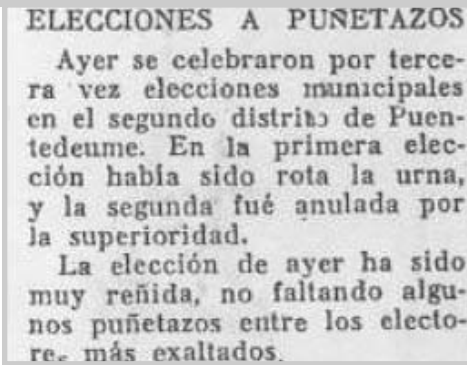 ELECCIONES A PUÑETAZOS
Ayer se celebraron por terce-
ra vez elecciones municipales
en el segundo distrito de Puen-
tedeume. En la primera elec-
ción había sido rota la urna,
y la segunda fué anulada por
la superioridad.
La elección de ayer ha sido
muy reñida, no faltando algu-
nos puñetazos entre los electo-
res más exaltados.